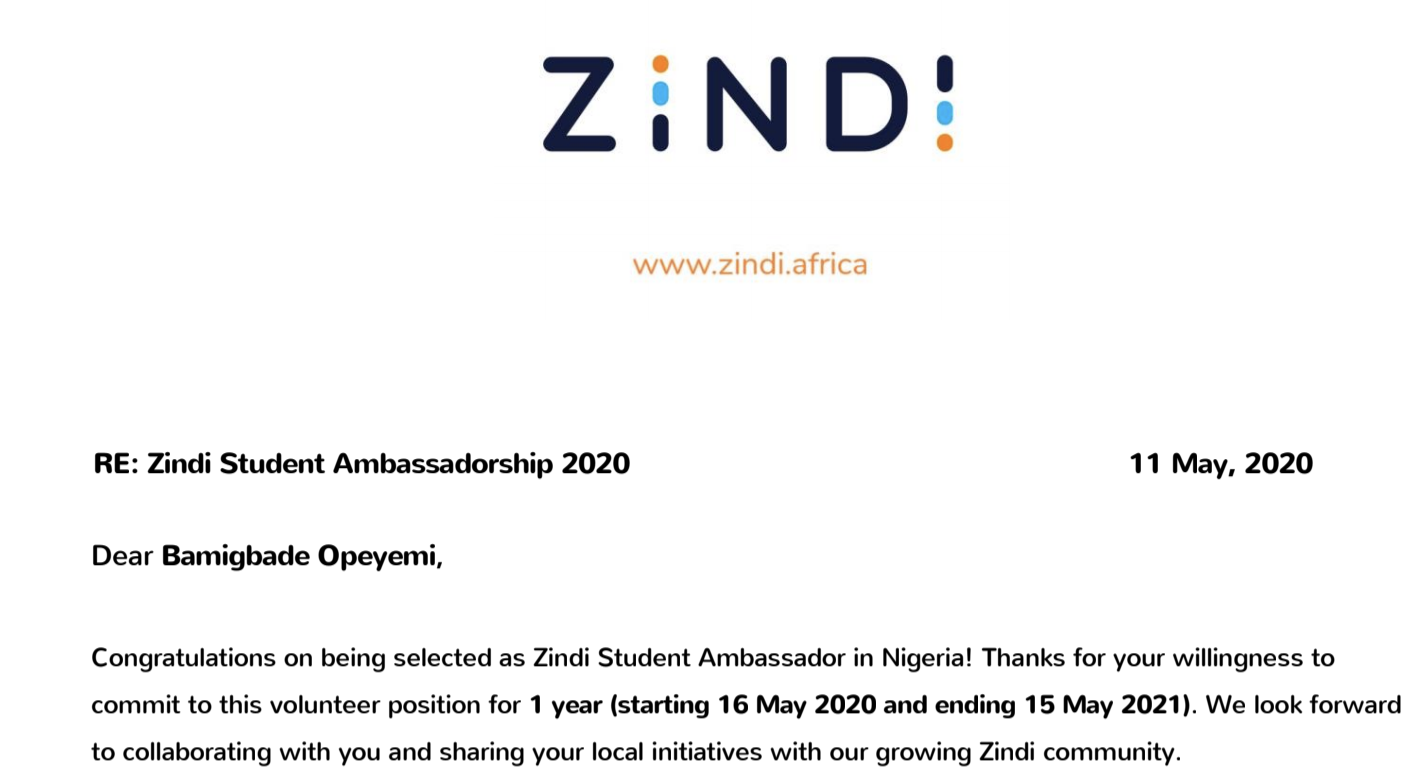 ZiNDi
www.zindi.africa
RE: Zindi Student Ambassadorship 2020 11 May, 2020
Dear Bamigbade Opeyemi,
Congratulations on being selected as Zindi Student Ambassador in Nigeria! Thanks for your willingness to
commit to this volunteer position for 1 year (starting 16 May 2020 and ending 15 May 2021). We look forward
to collaborating with you and sharing your local initiatives with our growing Zindi community.